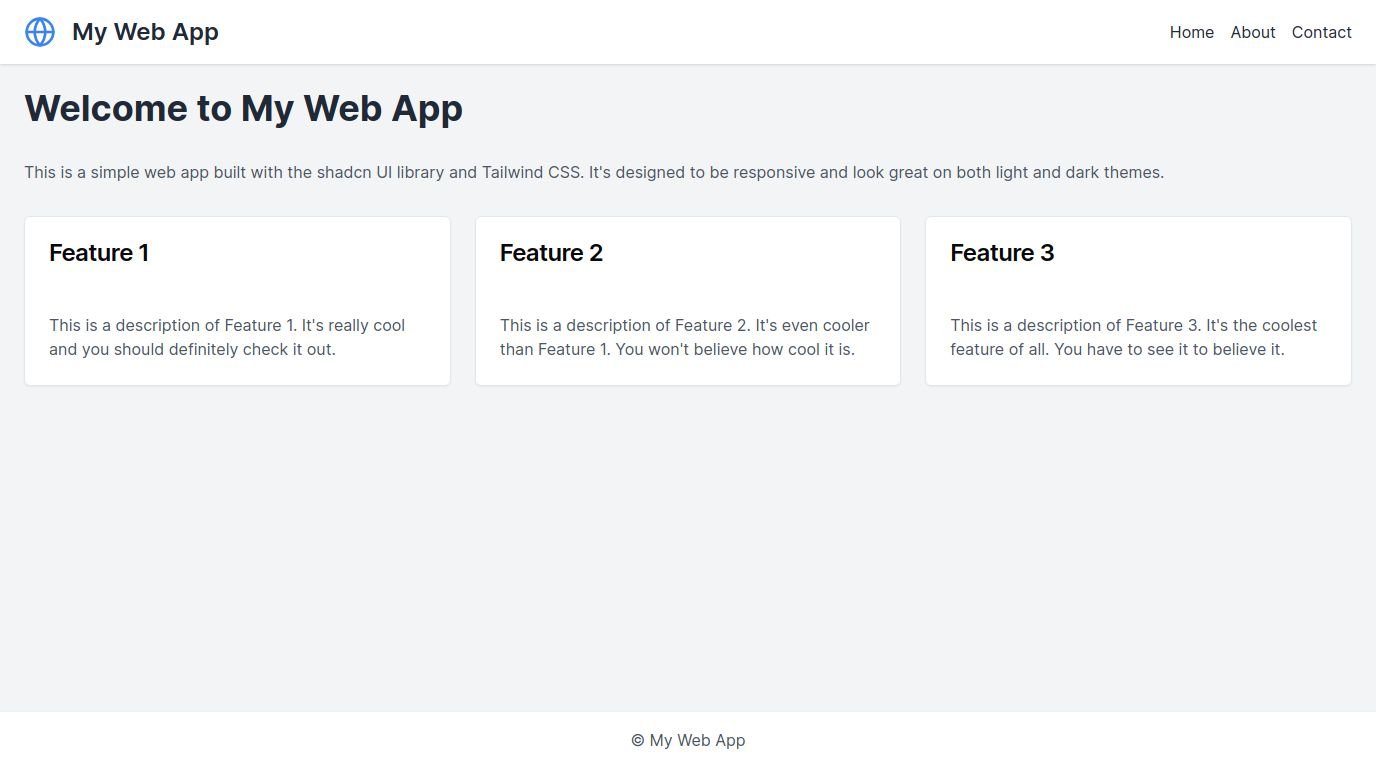 My Web App
Home About Contact
Welcome to My Web App
This is a simple web app built with the shadcn UI library and Tailwind CSS. It's designed to be responsive and look great on both light and dark themes.
Feature 1
This is a description of Feature 1. It's really cool
and you should definitely check it out.
Feature 2
This is a description of Feature 2. It's even cooler
than Feature 1. You won't believe how cool it is.
Feature 3
This is a description of Feature 3. It's the coolest
feature of all. You have to see it to believe it.
© My Web App